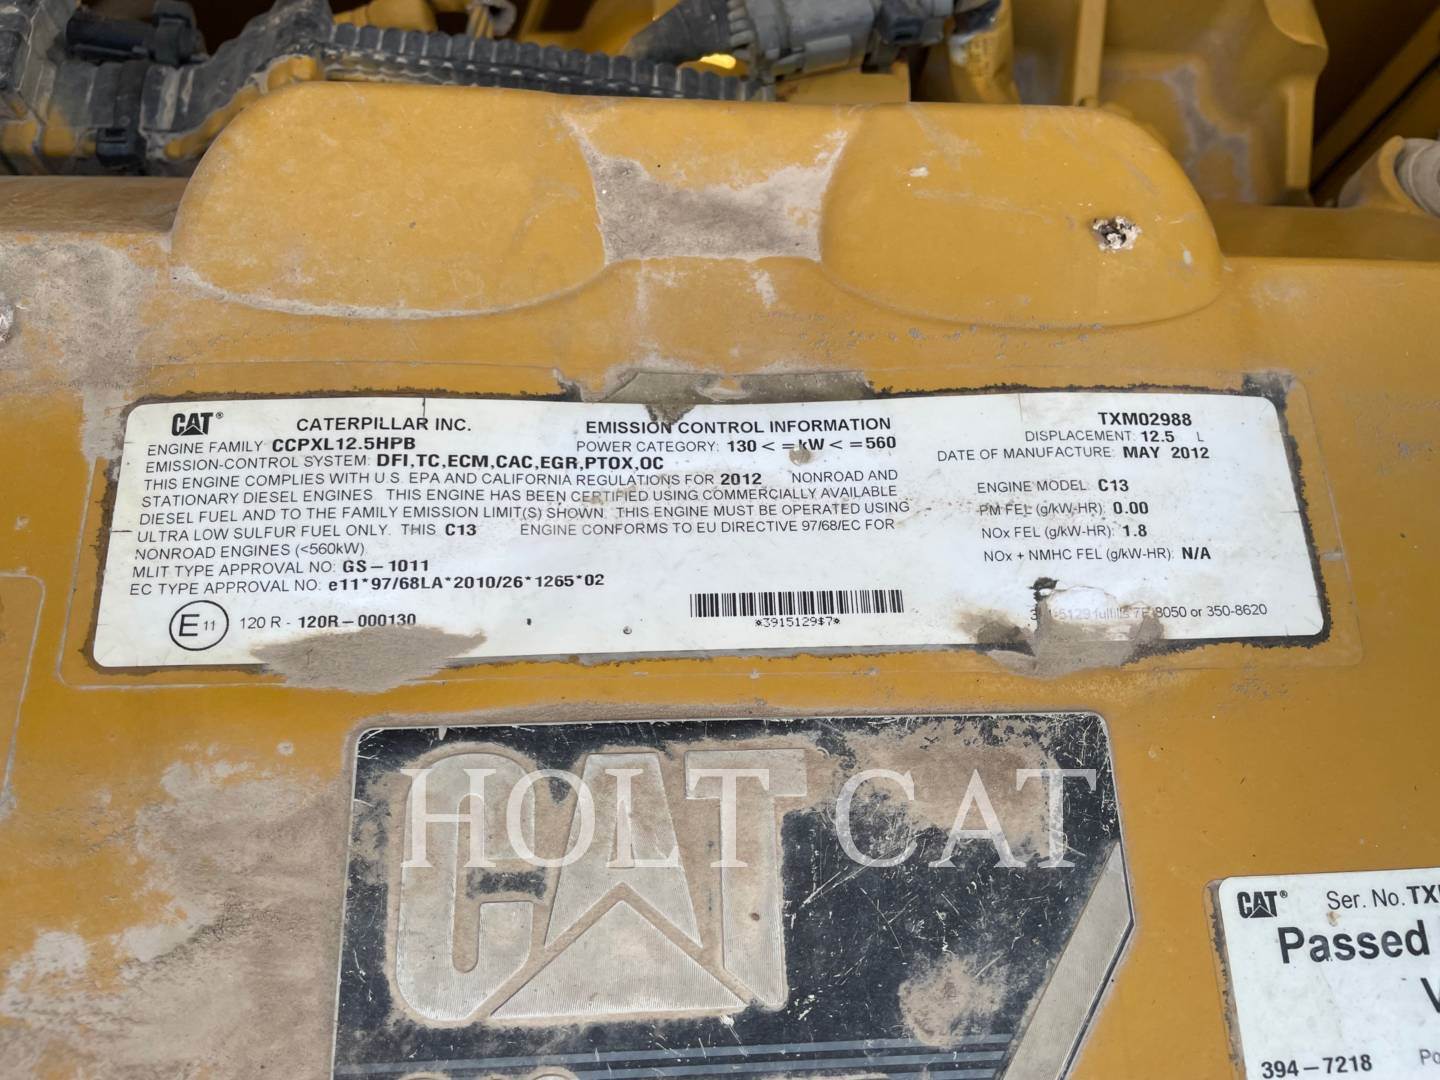 CAT® CATERPILLAR INC. EMISSION CONTROL INFORMATION TXM02988
ENGINE FAMILY CCPXL12.5HPB POWER CATEGORY: 130 < =kW < =560 DISPLACEMENT: 12.5 L
EMISSION-CONTROL SYSTEM: DFI,TC,ECM,CAC,EGR,PTOX,OC DATE OF MANUFACTURE: MAY 2012
THIS ENGINE COMPLIES WITH U.S. EPA AND CALIFORNIA REGULATIONS FOR 2012 NONROAD AND
STATIONARY DIESEL ENGINES THIS ENGINE HAS BEEN CERTIFIED USING COMMERCIALLY AVAILABLE
DIESEL FUEL AND TO THE FAMILY EMISSION LIMIT(S) SHOWN. THIS ENGINE MUST BE OPERATED USING
ULTRA LOW SULFUR FUEL ONLY. THIS C13 ENGINE CONFORMS TO EU DIRECTIVE 97/68/EC FOR
NONROAD ENGINES (<560kW)
MLIT TYPE APPROVAL NO: GS-1011
EC TYPE APPROVAL NO: e11*97/68LA*2010/26*1265*02
ENGINE MODEL: C13
PM FEL (g/kW-HR): 0.00
NOx FEL (g/kW-HR): 1.8
NOx + NMHC FEL (g/kW-HR): N/A
E 11 120 R - 120R-000130
*3915129$7*
fulfills 8050 or 350-8620
CAT
HOLT CAT
CAT® Ser. No.
Passed
394-7218